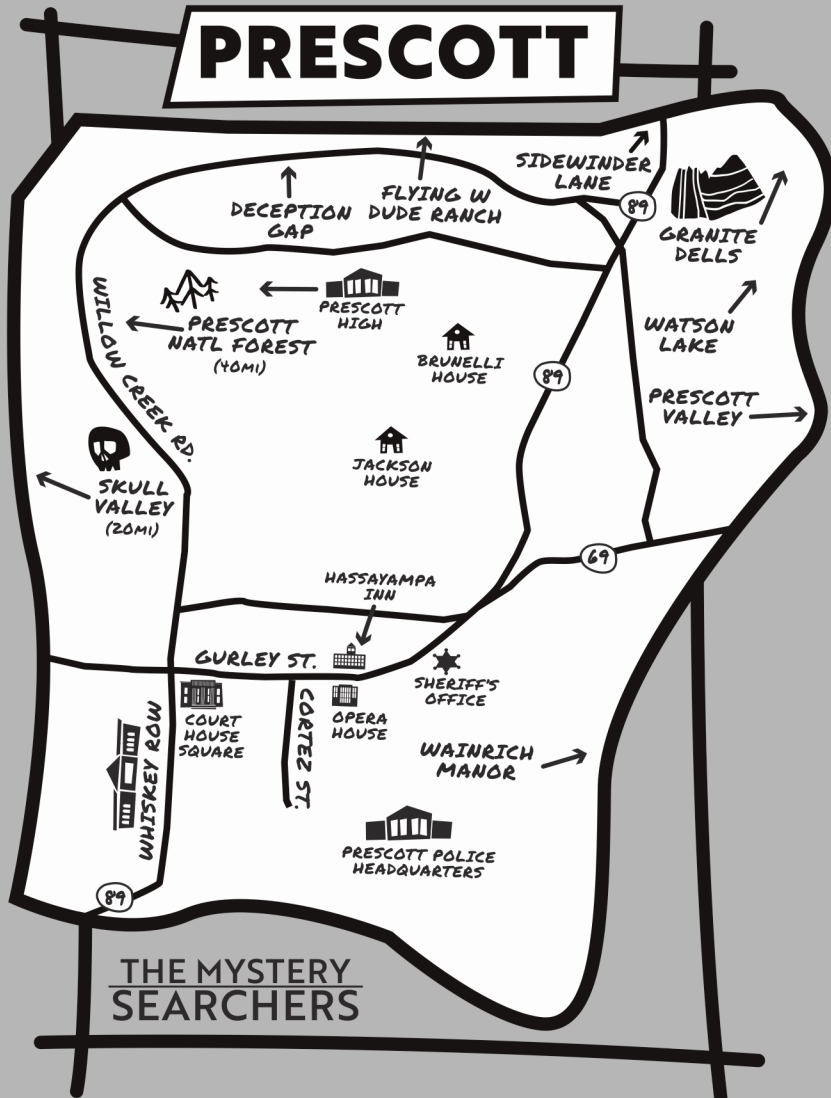 PRESCOTT
SIDEWINDER
LANE
89
DECEPTION
GAP
FLYING W
DUDE RANCH
GRANITE
DELLS
PRESCOTT
HIGH
PRESCOTT
NATL FOREST
(40MI)
WILLOW CREEK RD.
BRUNELLI
HOUSE
WATSON
LAKE
89
PRESCOTT
VALLEY
JACKSON
HOUSE
SKULL
VALLEY
(20MI)
69
HASSAYAMPA
INN
GURLEY ST.
SHERIFF'S
OFFICE
COURT
HOUSE
SQUARE
CORTEZ ST.
OPERA
HOUSE
WHISKEY ROW
WAINRICH
MANOR
PRESCOTT POLICE
HEADQUARTERS
89
THE MYSTERY
SEARCHERS